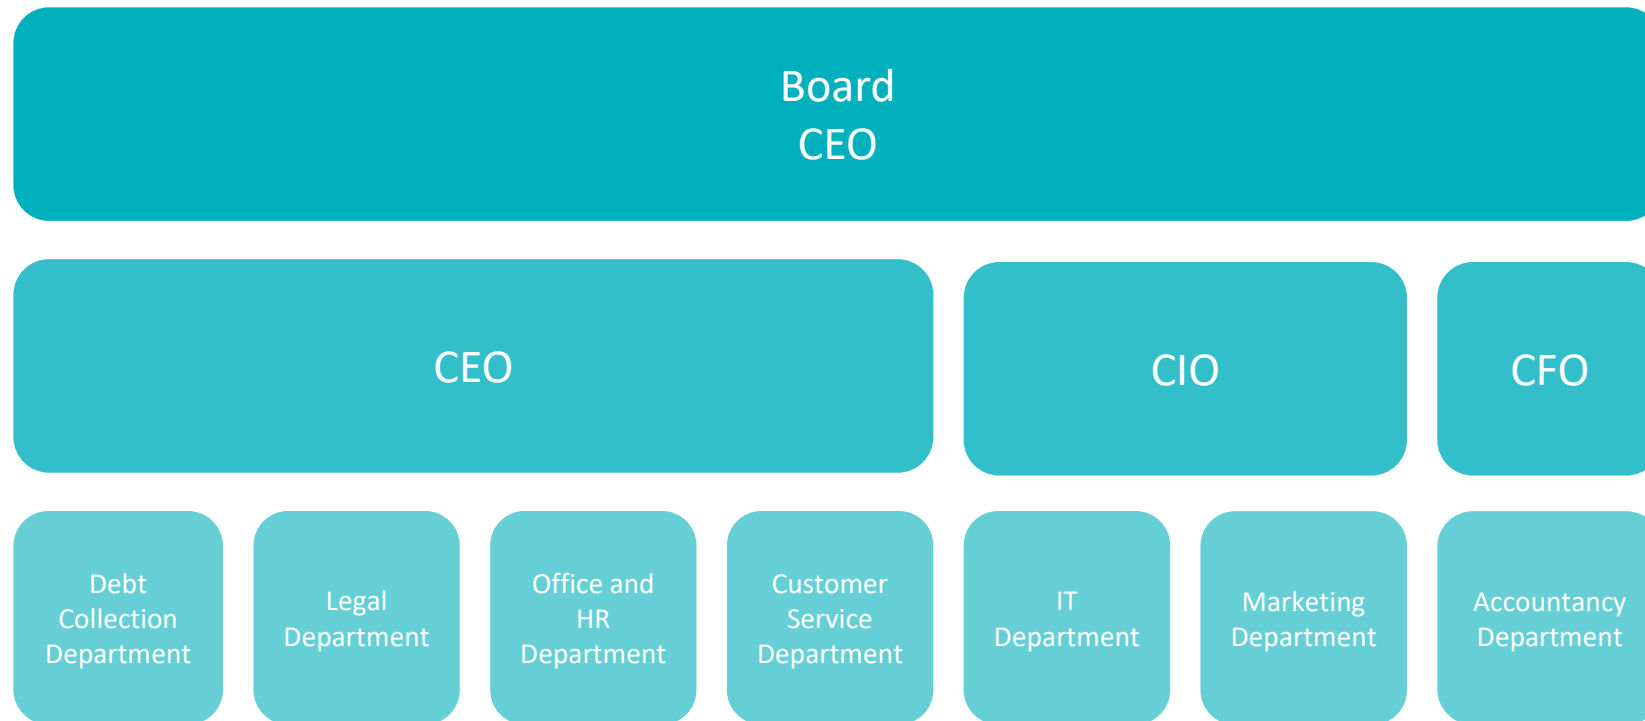 Board
CEO
CEO
CIO
CFO
Debt
Collection
Department
Legal
Department
Office and
HR
Department
Customer
Service
Department
IT
Department
Marketing
Department
Accountancy
Department